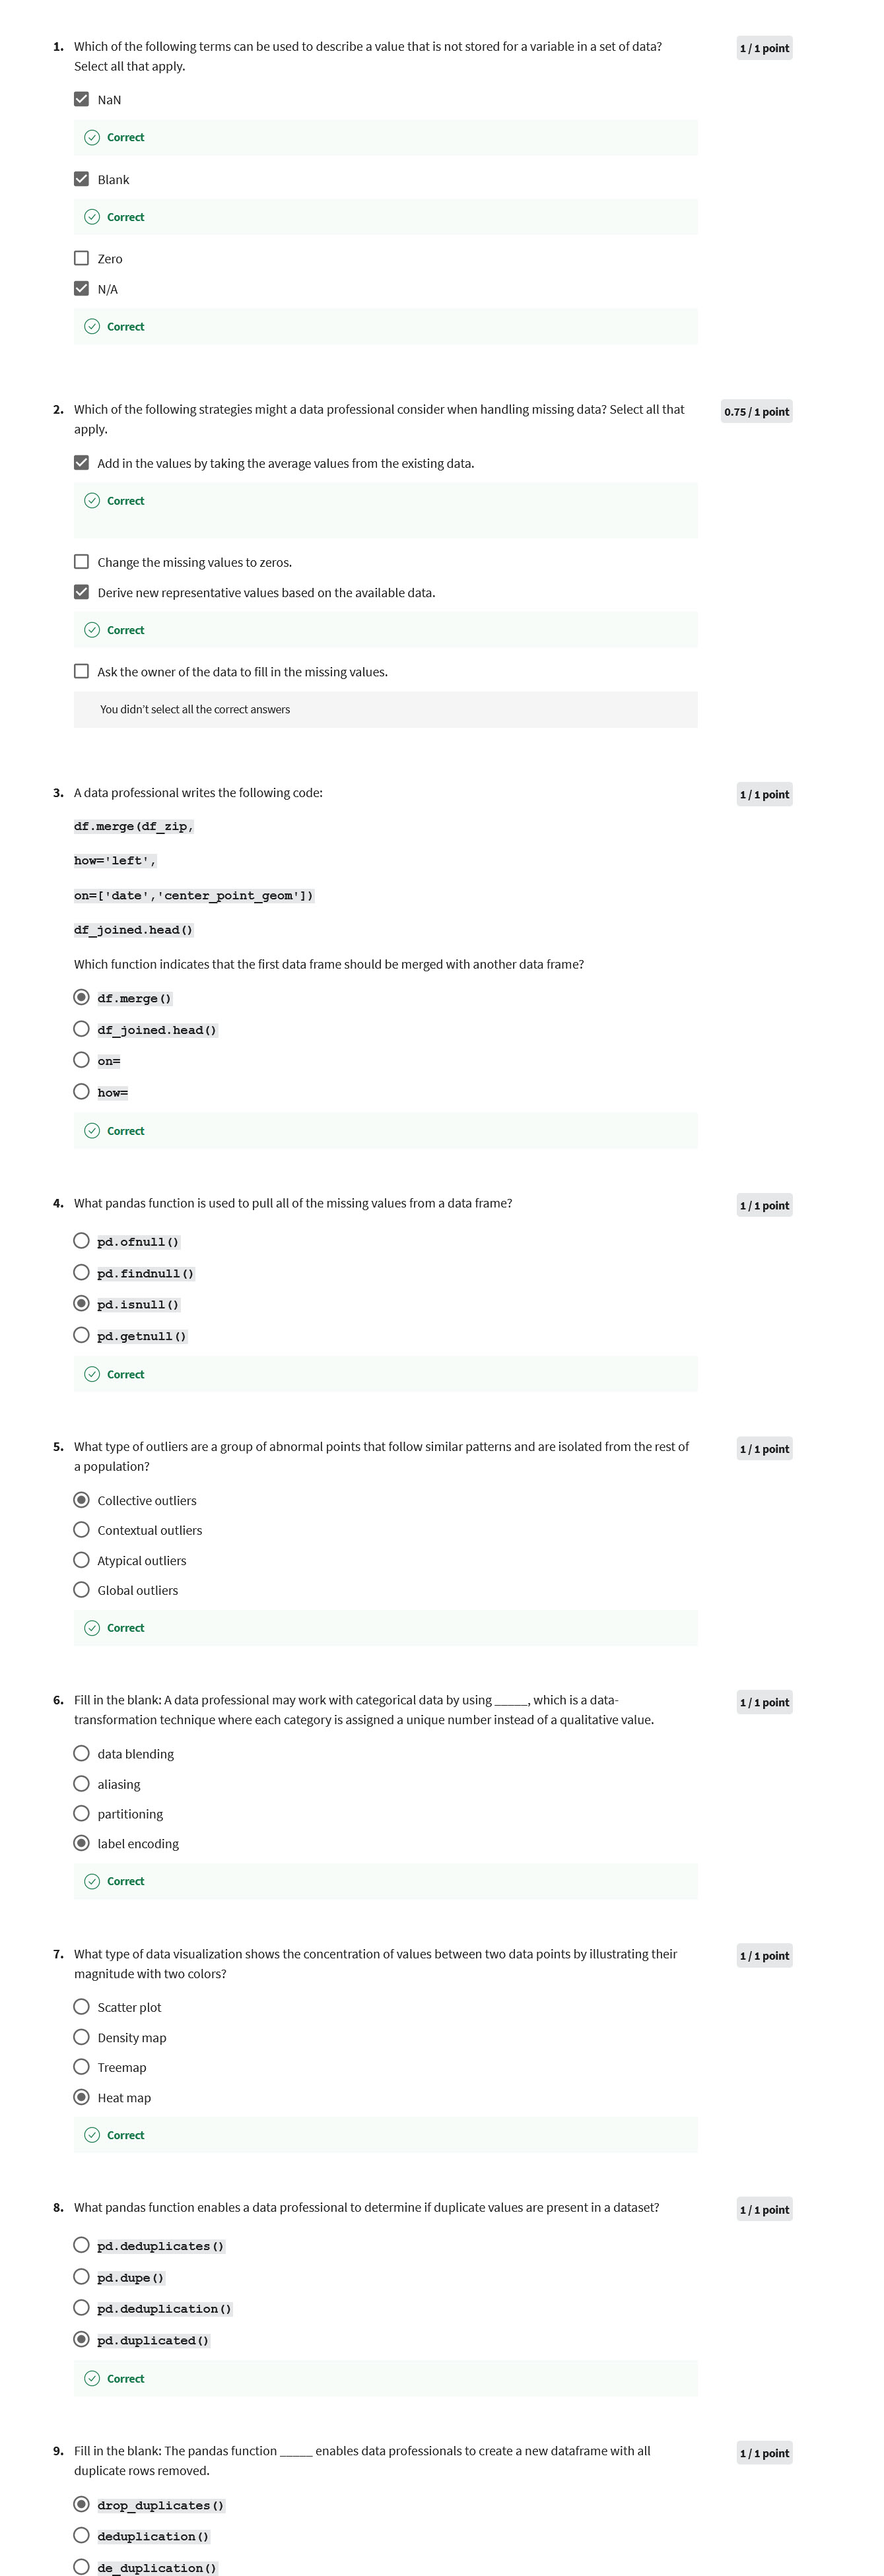 1. Which of the following terms can be used to describe a value that is not stored for a variable in a set of data?
Select all that apply.
1 / 1 point
NaN
Correct
Blank
Correct
Zero
N/A
Correct
2. Which of the following strategies might a data professional consider when handling missing data? Select all that
apply.
0.75 / 1 point
Add in the values by taking the average values from the existing data.
Correct
Change the missing values to zeros.
Derive new representative values based on the available data.
Correct
Ask the owner of the data to fill in the missing values.
You didn’t select all the correct answers
3. A data professional writes the following code:
1 / 1 point
df.merge(df_zip,
how='left',
on=['date','center_point_geom'])
df_joined.head()
Which function indicates that the first data frame should be merged with another data frame?
df.merge()
df_joined.head()
on=
how=
Correct
4. What pandas function is used to pull all of the missing values from a data frame?
1 / 1 point
pd.ofnull()
pd.findnull()
pd.isnull()
pd.getnull()
Correct
5. What type of outliers are a group of abnormal points that follow similar patterns and are isolated from the rest of
a population?
1 / 1 point
Collective outliers
Contextual outliers
Atypical outliers
Global outliers
Correct
6. Fill in the blank: A data professional may work with categorical data by using _____, which is a data-
transformation technique where each category is assigned a unique number instead of a qualitative value.
1 / 1 point
data blending
aliasing
partitioning
label encoding
Correct
7. What type of data visualization shows the concentration of values between two data points by illustrating their
magnitude with two colors?
1 / 1 point
Scatter plot
Density map
Treemap
Heat map
Correct
8. What pandas function enables a data professional to determine if duplicate values are present in a dataset?
1 / 1 point
pd.deduplicates()
pd.dupe()
pd.deduplication()
pd.duplicated()
Correct
9. Fill in the blank: The pandas function _____ enables data professionals to create a new dataframe with all
duplicate rows removed.
1 / 1 point
drop_duplicates()
deduplication()
de_duplication()